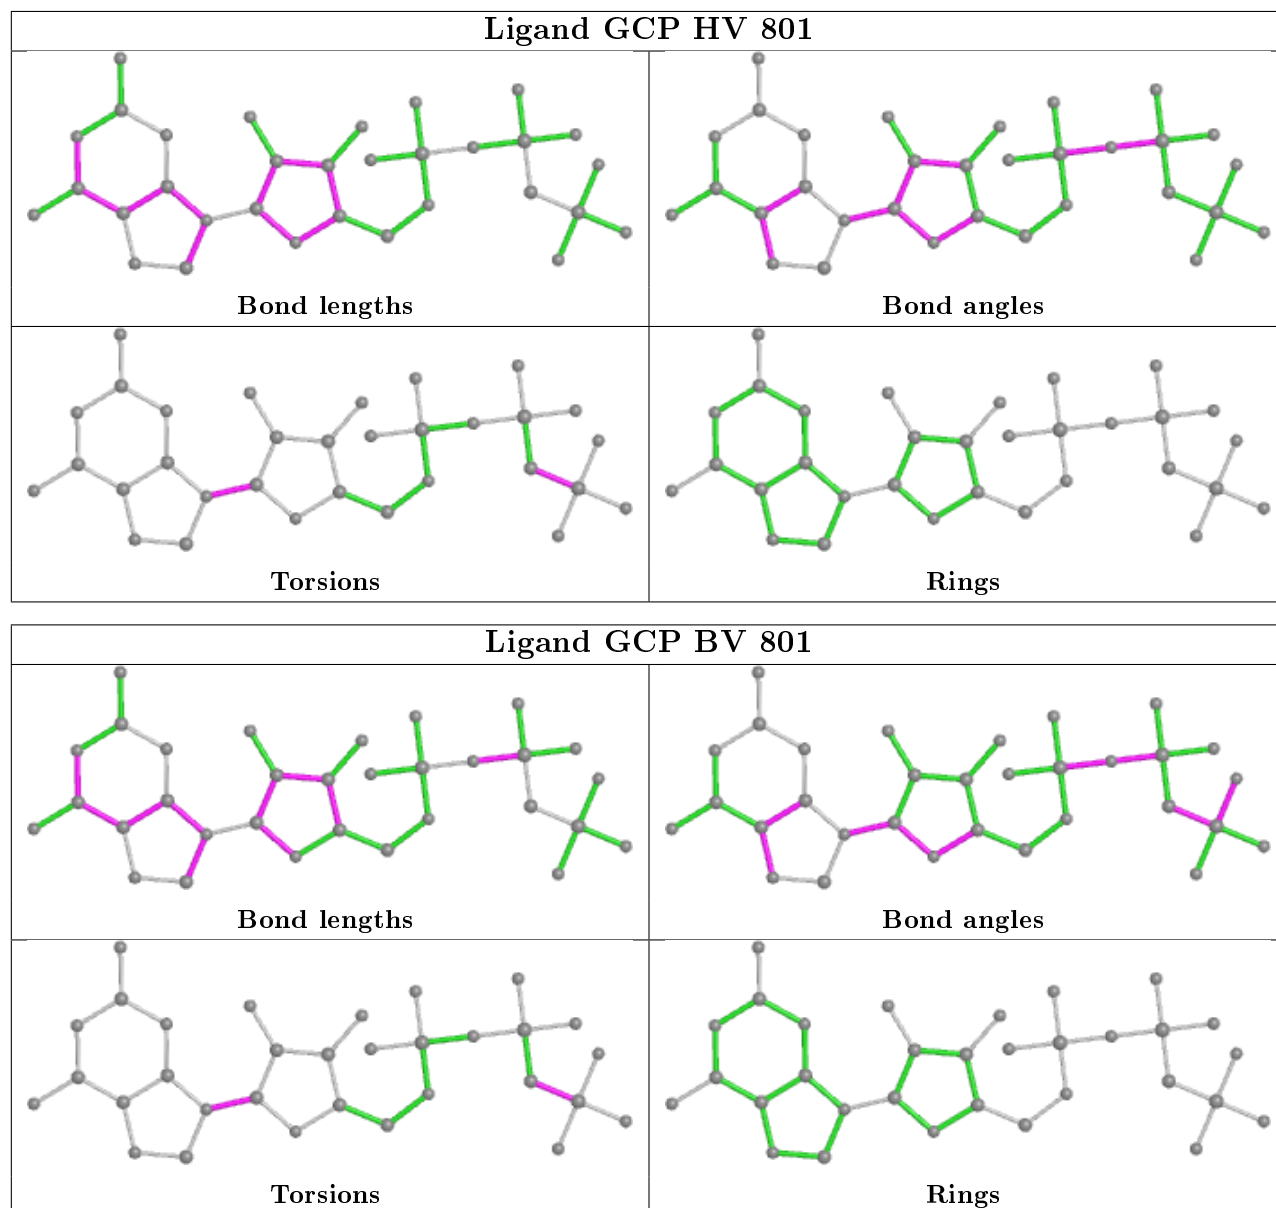 Ligand GCP HV 801
Bond lengths
Bond angles
Torsions
Rings
Ligand GCP BV 801
Bond lengths
Bond angles
Torsions
Rings